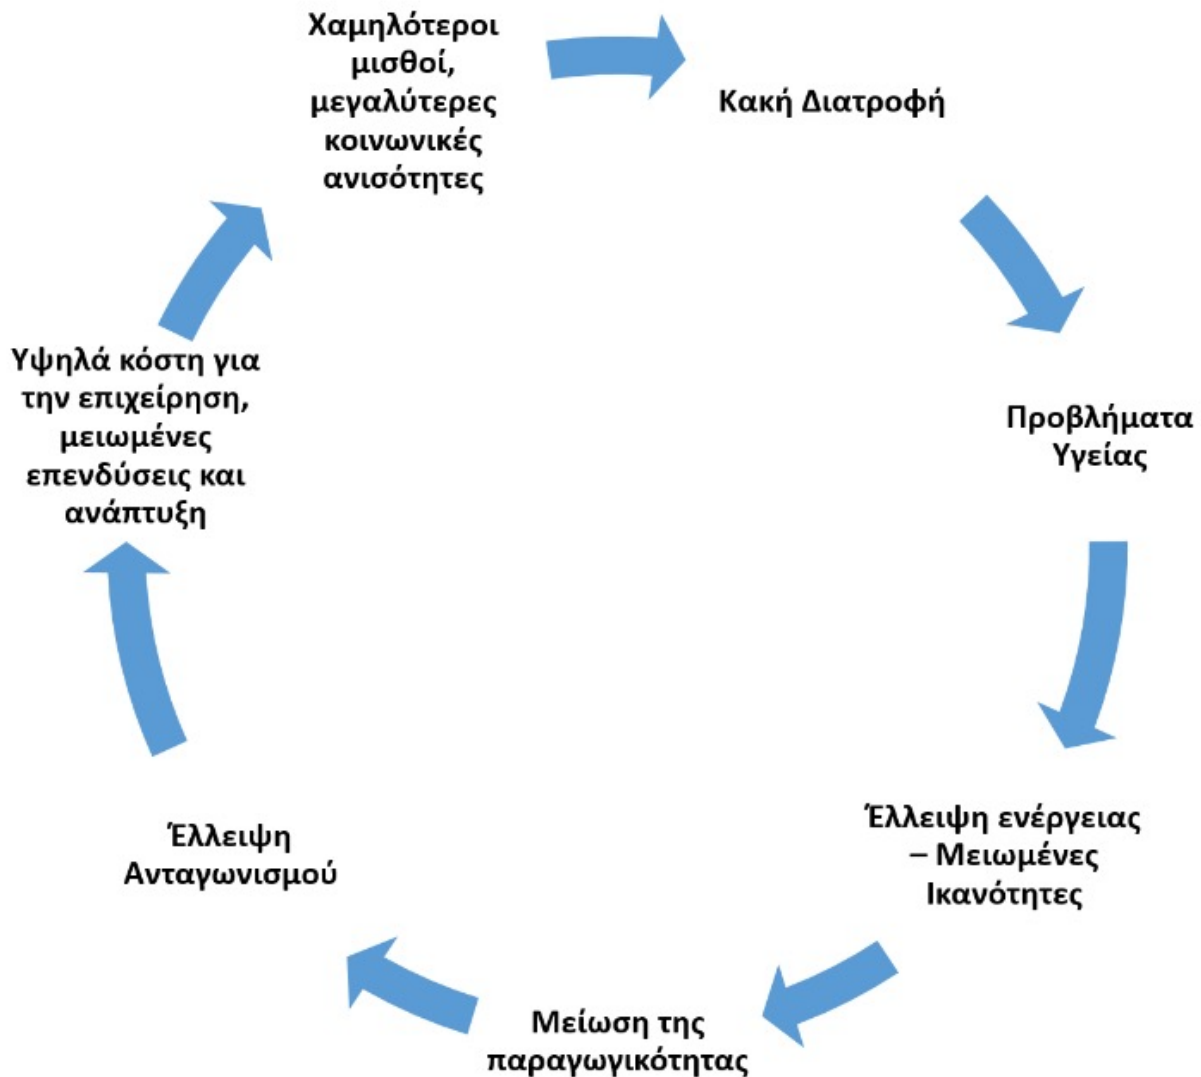 Χαμηλότεροι
μισθοί,
μεγαλύτερες
κοινωνικές
ανισότητες
Κακή Διατροφή
Προβλήματα
Υγείας
Έλλειψη ενέργειας
– Μειωμένες
Ικανότητες
Μείωση της
παραγωγικότητας
Έλλειψη
Ανταγωνισμού
Υψηλά κόστη για
την επιχείρηση,
μειωμένες
επενδύσεις και
ανάπτυξη